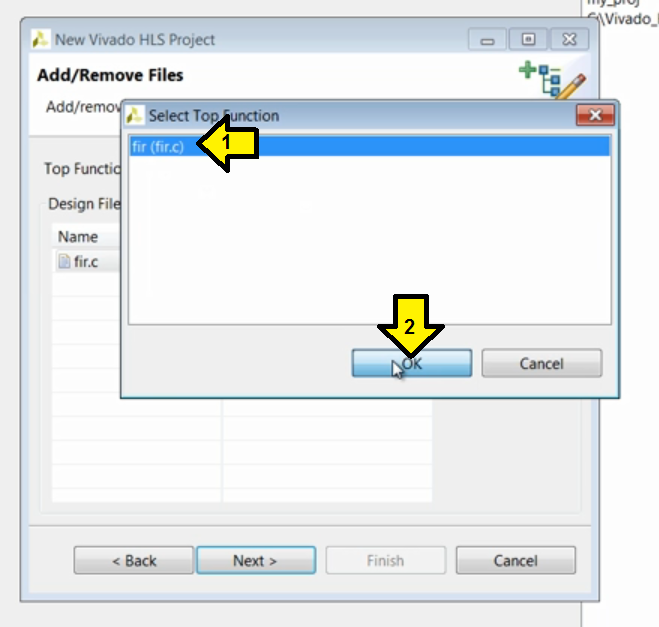 my_proj
C:\Vivado_
New Vivado HLS Project
Add/Remove Files
Add/remov
Select Top Function
fir (fir.c)
1
Top Functio
Design File
Name
fir.c
2
OK
Cancel
< Back
Next >
Finish
Cancel